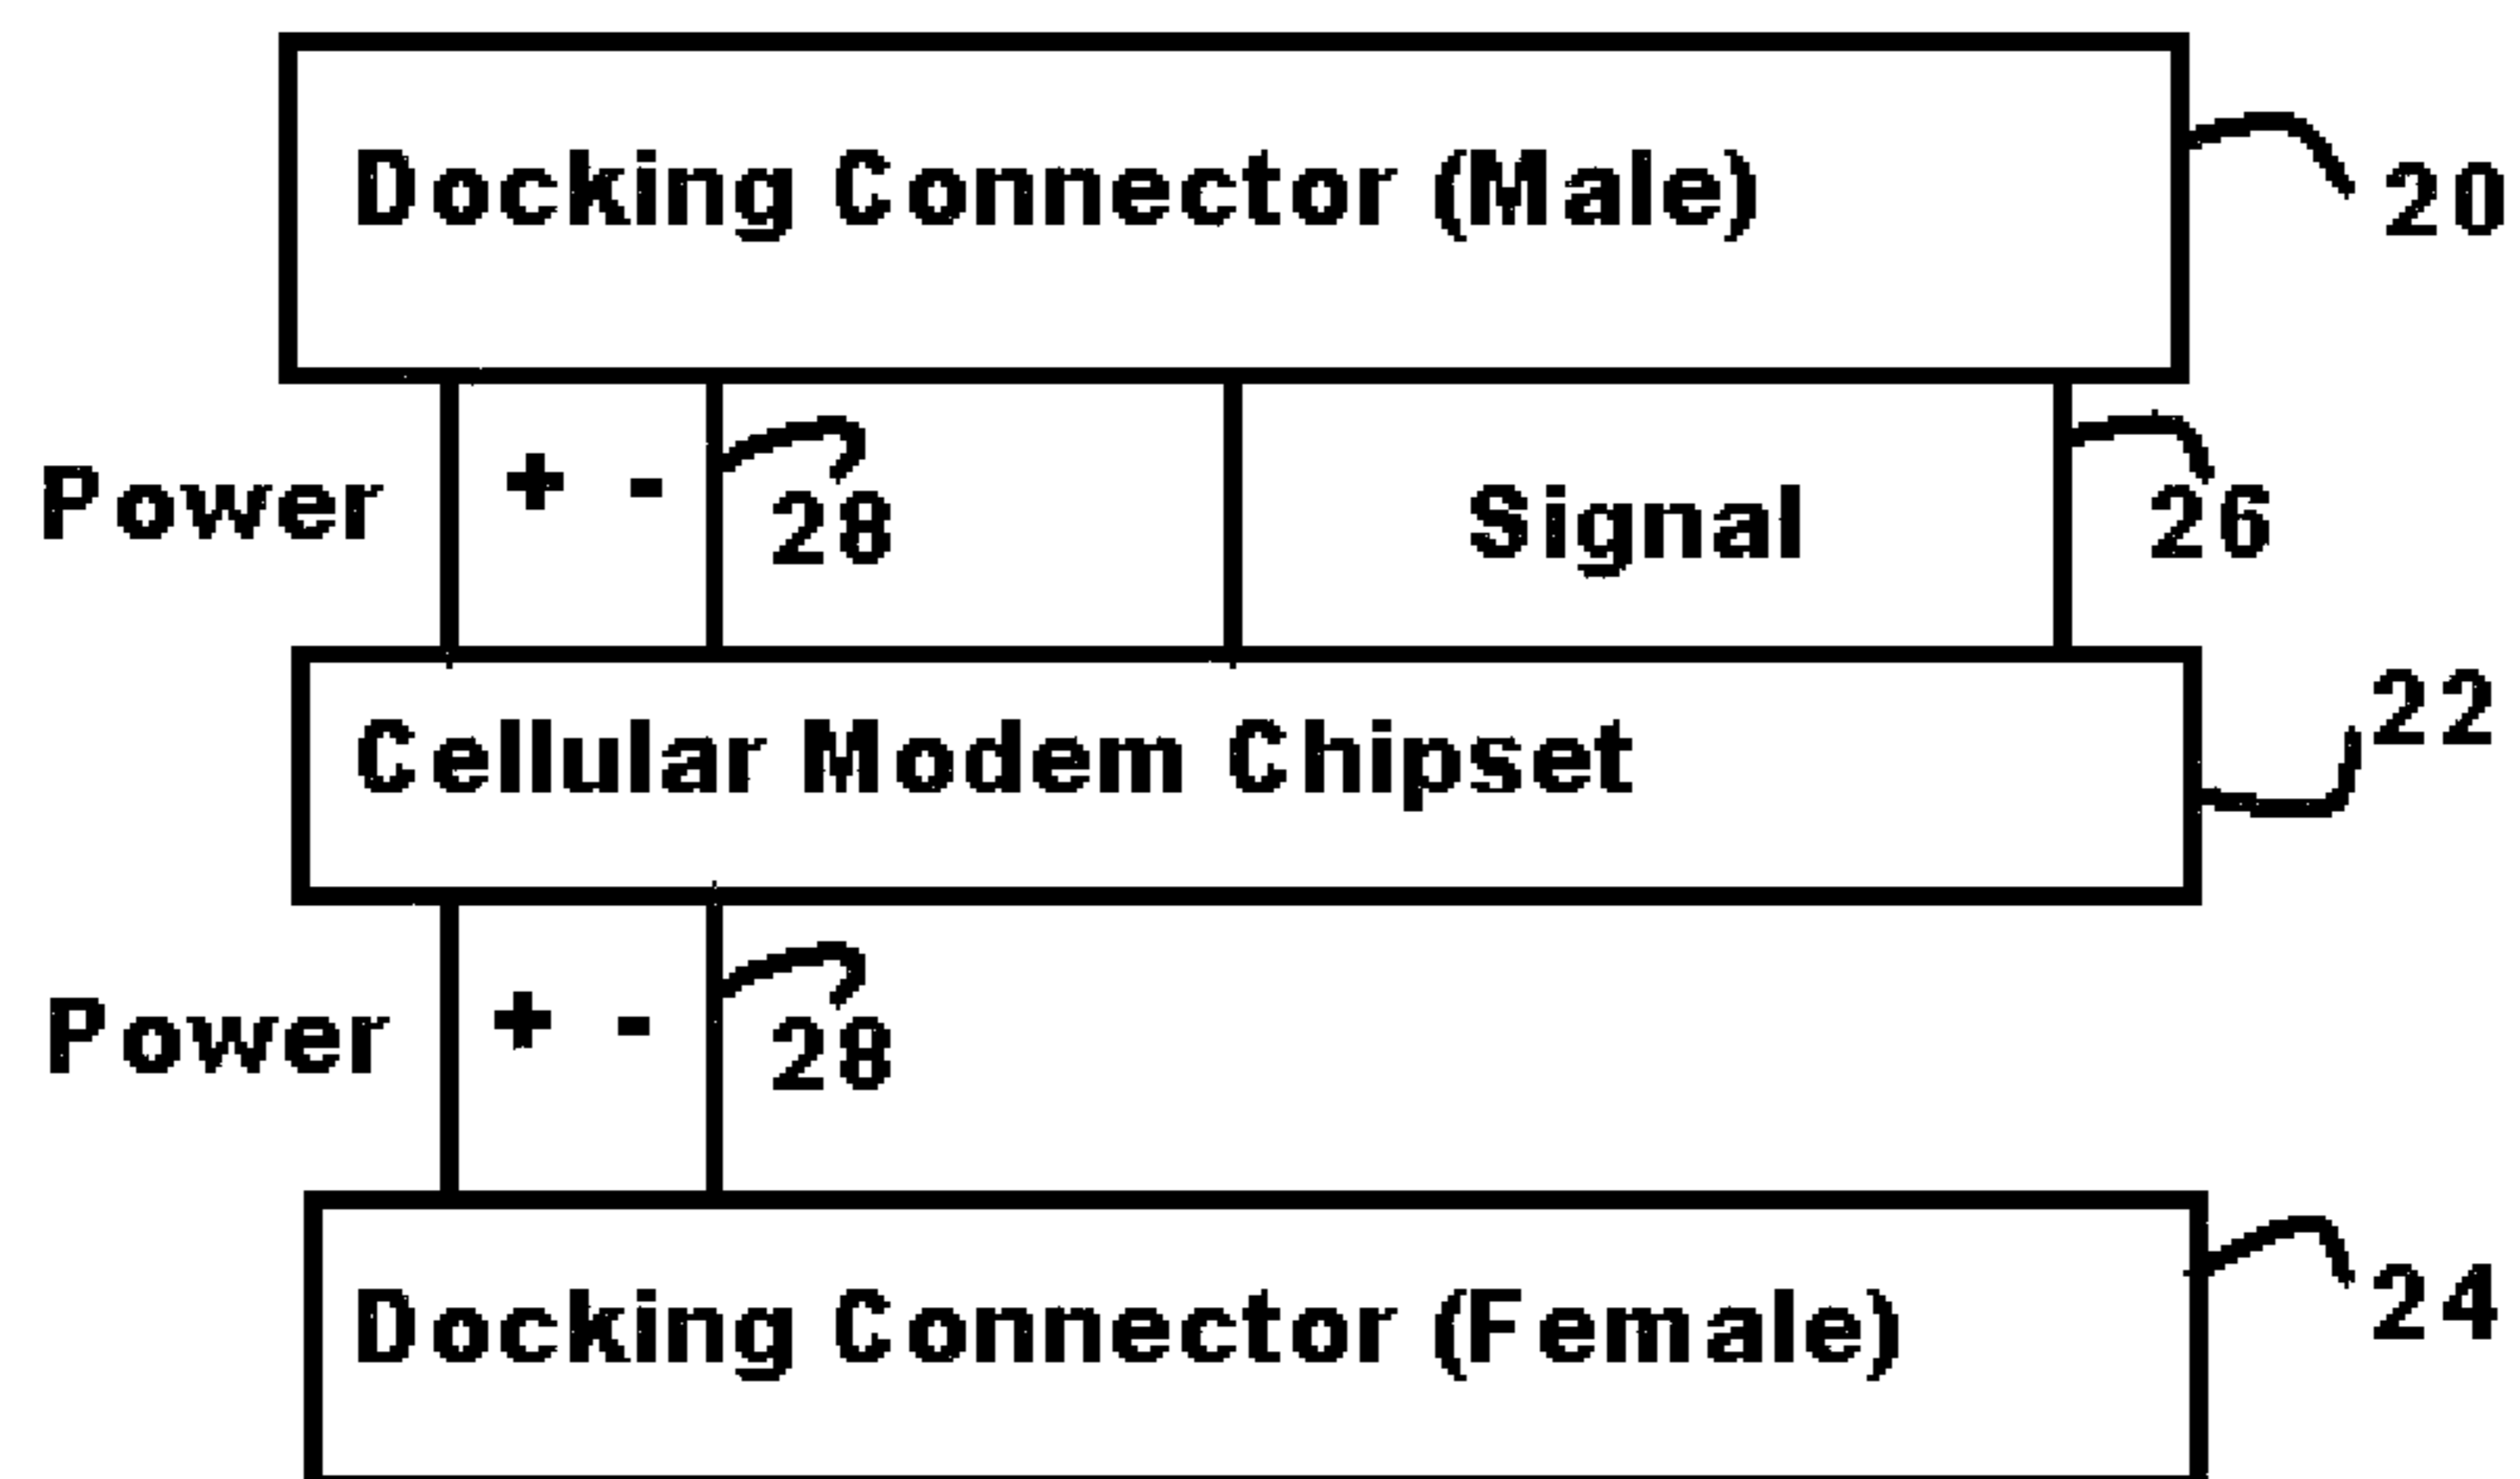 Docking Connector (Male)
20
Power + - 28 Signal 26
Cellular Modem Chipset
22
Power + - 28
Docking Connector (Female)
24